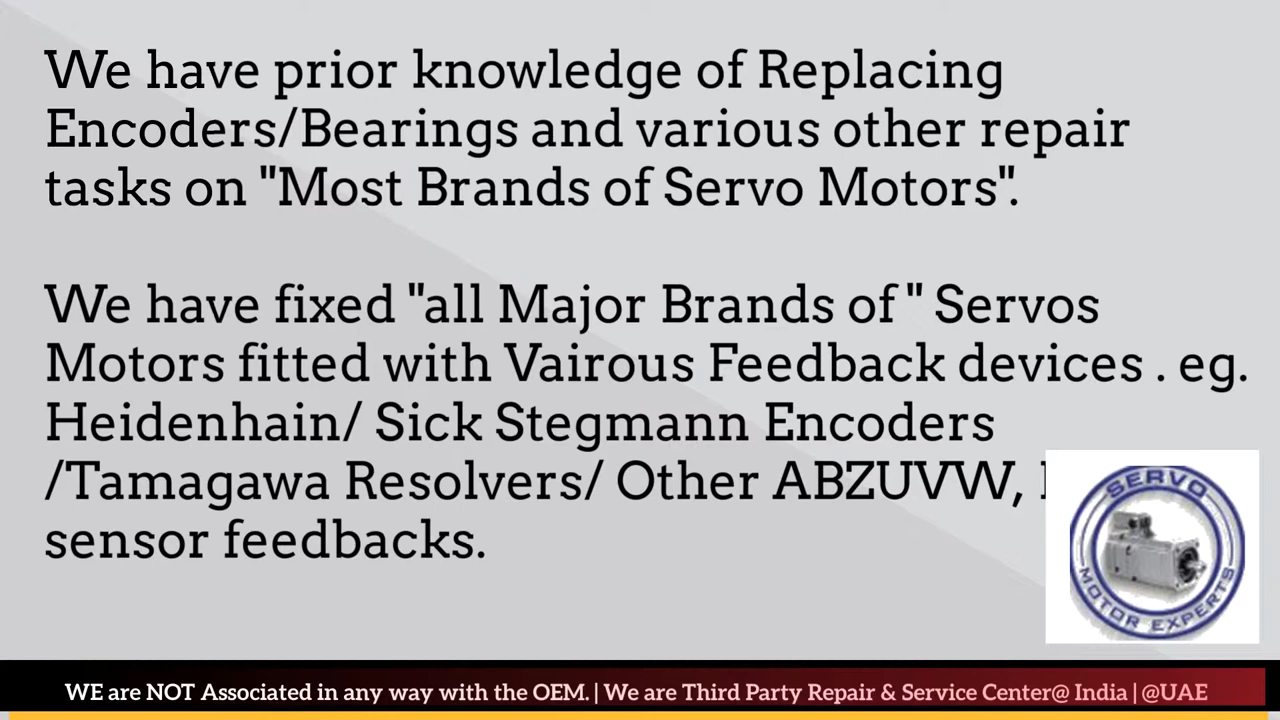 We have prior knowledge of Replacing
Encoders/Bearings and various other repair
tasks on "Most Brands of Servo Motors".
We have fixed "all Major Brands of " Servos
Motors fitted with Vairous Feedback devices . eg.
Heidenhain/ Sick Stegmann Encoders
/Tamagawa Resolvers/ Other ABZUVW,
sensor feedbacks.
SERVO
MOTOR EXPERTS
WE are NOT Associated in any way with the OEM. | We are Third Party Repair & Service Center@ India | @UAE